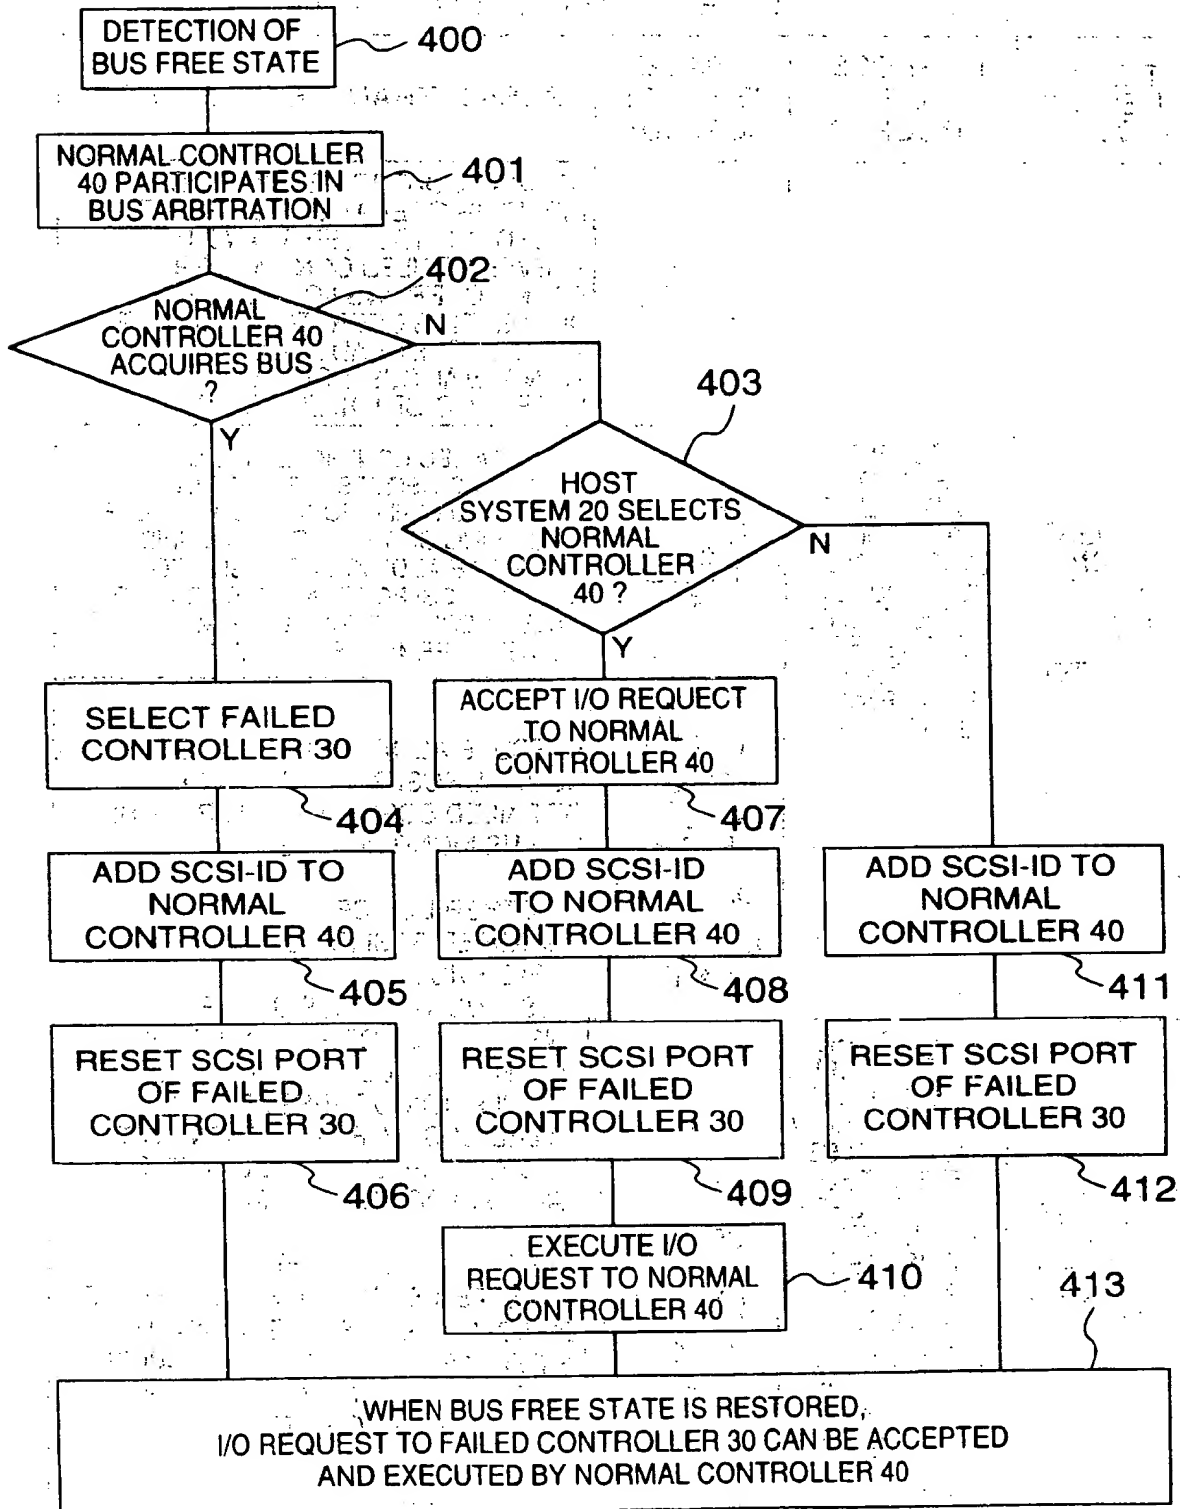 DETECTION OF
BUS FREE STATE
400
NORMAL CONTROLLER
40 PARTICIPATES IN
BUS ARBITRATION
401
402
NORMAL
CONTROLLER 40
ACQUIRES BUS
?
N
Y
403
HOST
SYSTEM 20 SELECTS
NORMAL
CONTROLLER
40 ?
N
Y
SELECT FAILED
CONTROLLER 30
404
ACCEPT I/O REQUECT
TO NORMAL
CONTROLLER 40
407
ADD SCSI-ID TO
NORMAL
CONTROLLER 40
405
ADD SCSI-ID
TO NORMAL
CONTROLLER 40
408
ADD SCSI-ID TO
NORMAL
CONTROLLER 40
411
RESET SCSI PORT
OF FAILED
CONTROLLER 30
406
RESET SCSI PORT
OF FAILED
CONTROLLER 30
409
RESET SCSI PORT
OF FAILED
CONTROLLER 30
412
EXECUTE I/O
REQUEST TO NORMAL
CONTROLLER 40
410
413
WHEN BUS FREE STATE IS RESTORED,
I/O REQUEST TO FAILED CONTROLLER 30 CAN BE ACCEPTED
AND EXECUTED BY NORMAL CONTROLLER 40